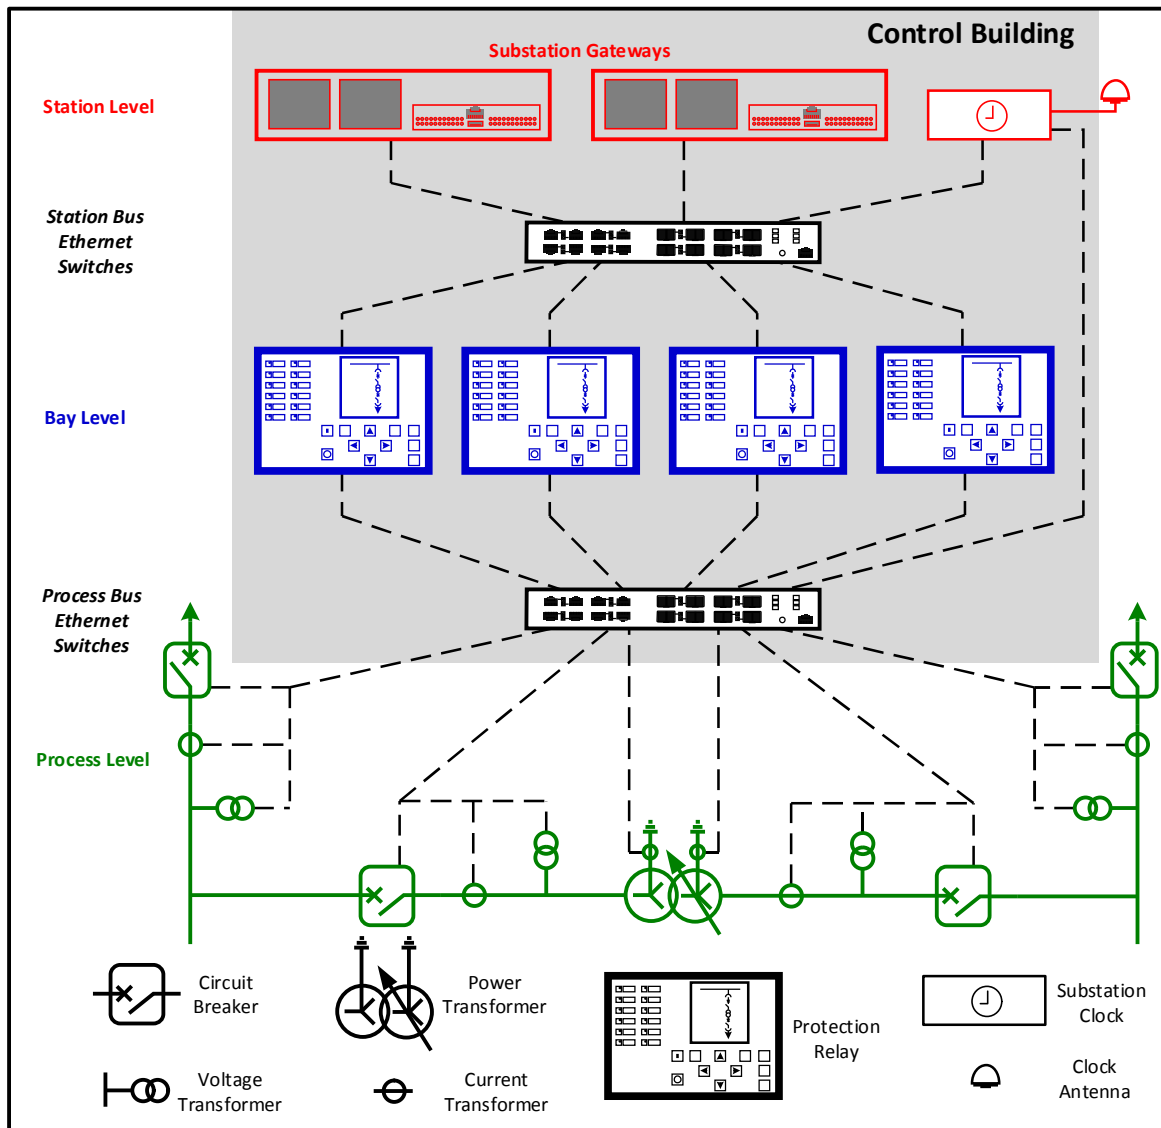 Control Building
Substation Gateways
Station Level
Station Bus
Ethernet
Switches
Bay Level
Process Bus
Ethernet
Switches
Process Level
Circuit
Breaker
Power
Transformer
Protection
Relay
Substation
Clock
Voltage
Transformer
Current
Transformer
Clock
Antenna